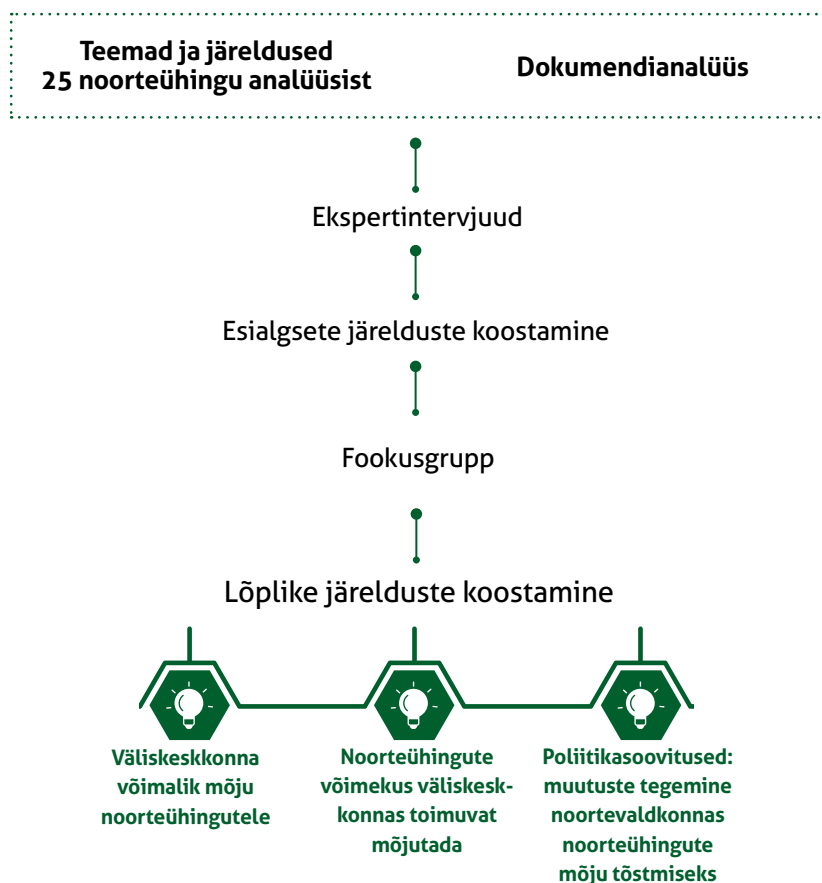 Teemad ja järeldused
25 noorteühingu analüüsist
Dokumendianalüüs
Ekspertintervjuud
Esialgsete järelduste koostamine
Fookusgrupp
Lõplike järelduste koostamine
Väliskeskkonna
võimalik mõju
noorteühingutele
Noorteühingute
võimekus väliskesk-
konnas toimuvat
mõjutada
Poliitikasoovitused:
muutuste tegemine
noortevaldkonnas
noorteühingute
mõju tõstmiseks